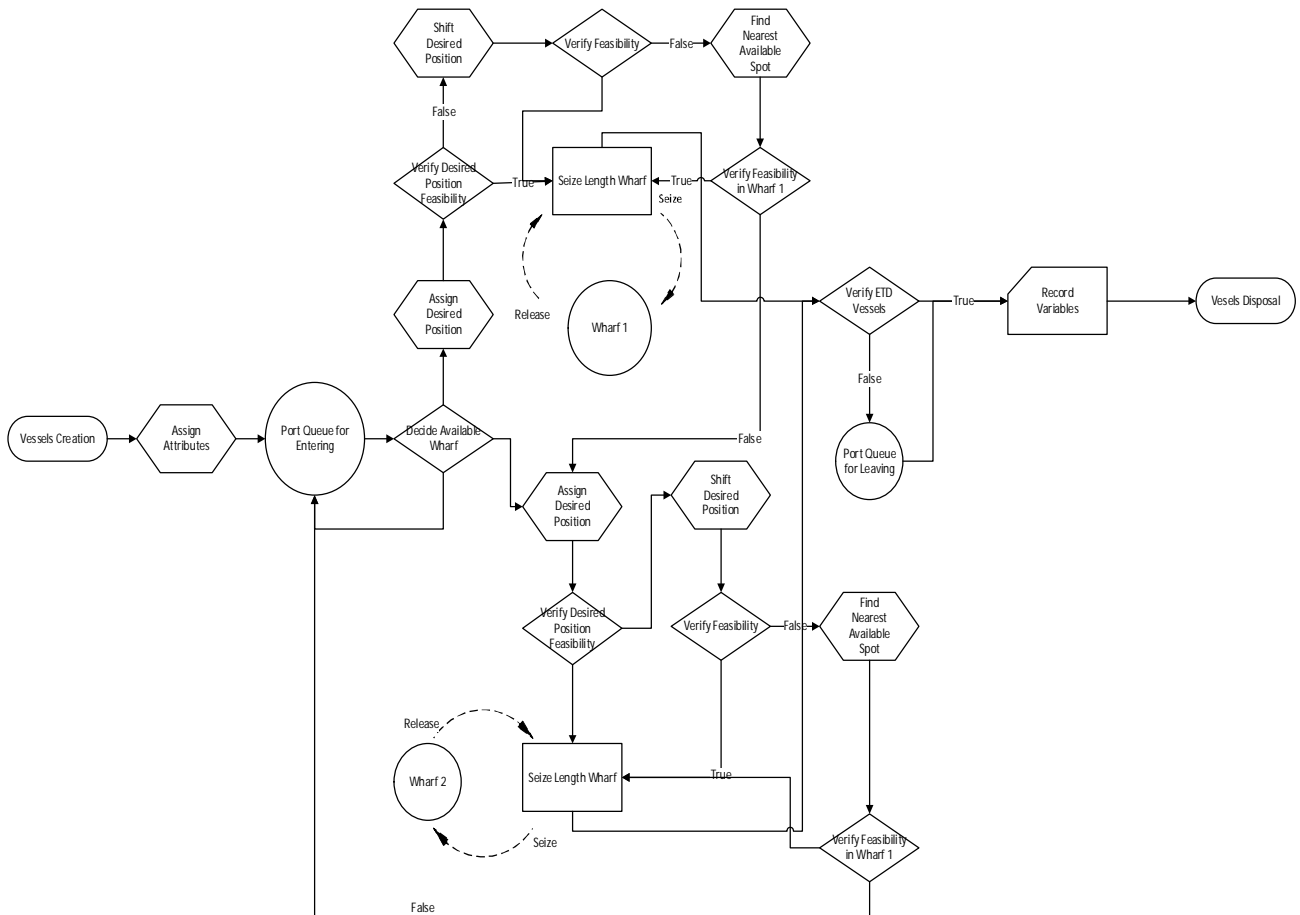 Shift
Desired
Position
Verify Feasibility
False
Find
Nearest
Available
Spot
False
Verify Desired
Position
Feasibility
True
Seize Length Wharf
True
Verify Feasibility
in Wharf 1
Seize
Assign
Desired
Position
Release
Wharf 1
Verify ETD
Vessels
True
Record
Variables
Vesels Disposal
False
Vessels Creation
Assign
Attributes
Port Queue for
Entering
Decide Available
Wharf
False
Port Queue
for Leaving
Assign
Desired
Position
Shift
Desired
Position
Verify Desired
Position
Feasibility
Verify Feasibility
False
Find
Nearest
Available
Spot
Release
Wharf 2
Seize Length Wharf
True
Seize
Verify Feasibility
in Wharf 1
False